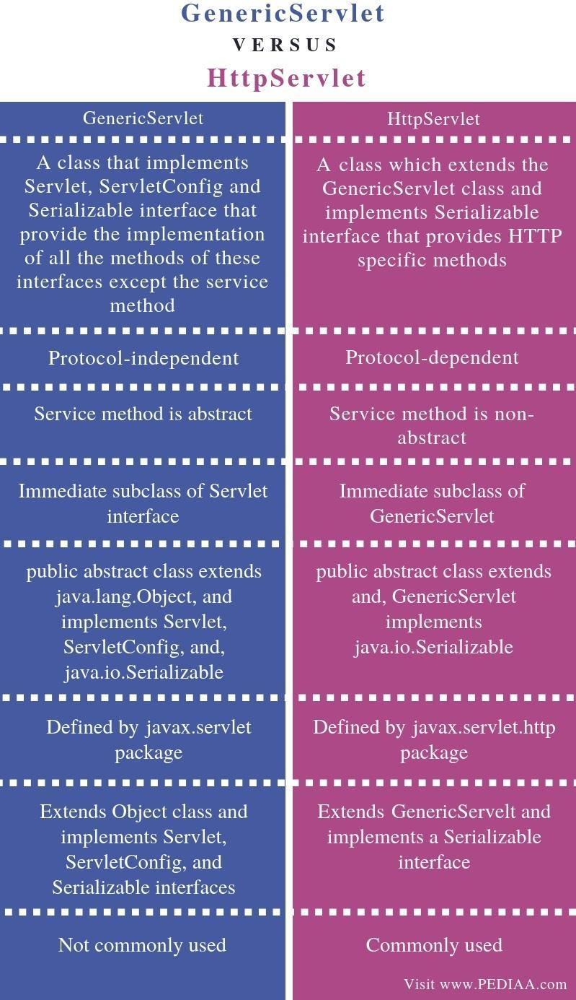 GenericServlet
VERSUS
HttpServlet
GenericServlet
A class that implements
Servlet, ServletConfig and
Serializable interface that
provide the implementation
of all the methods of these
interfaces except the service
method
Protocol-independent
Service method is abstract
Immediate subclass of Servlet
interface
public abstract class extends
java.lang.Object, and
implements Servlet,
ServletConfig, and,
java.io.Serializable
Defined by javax.servlet
package
Extends Object class and
implements Servlet,
ServletConfig, and
Serializable interfaces
Not commonly used
HttpServlet
A class which extends the
GenericServlet class and
implements Serializable
interface that provides HTTP
specific methods
Protocol-dependent
Service method is non-
abstract
Immediate subclass of
GenericServlet
public abstract class extends
and, GenericServlet
implements
java.io.Serializable
Defined by javax.servlet.http
package
Extends GenericServelt and
implements a Serializable
interface
Commonly used
Visit www.PEDIAA.com